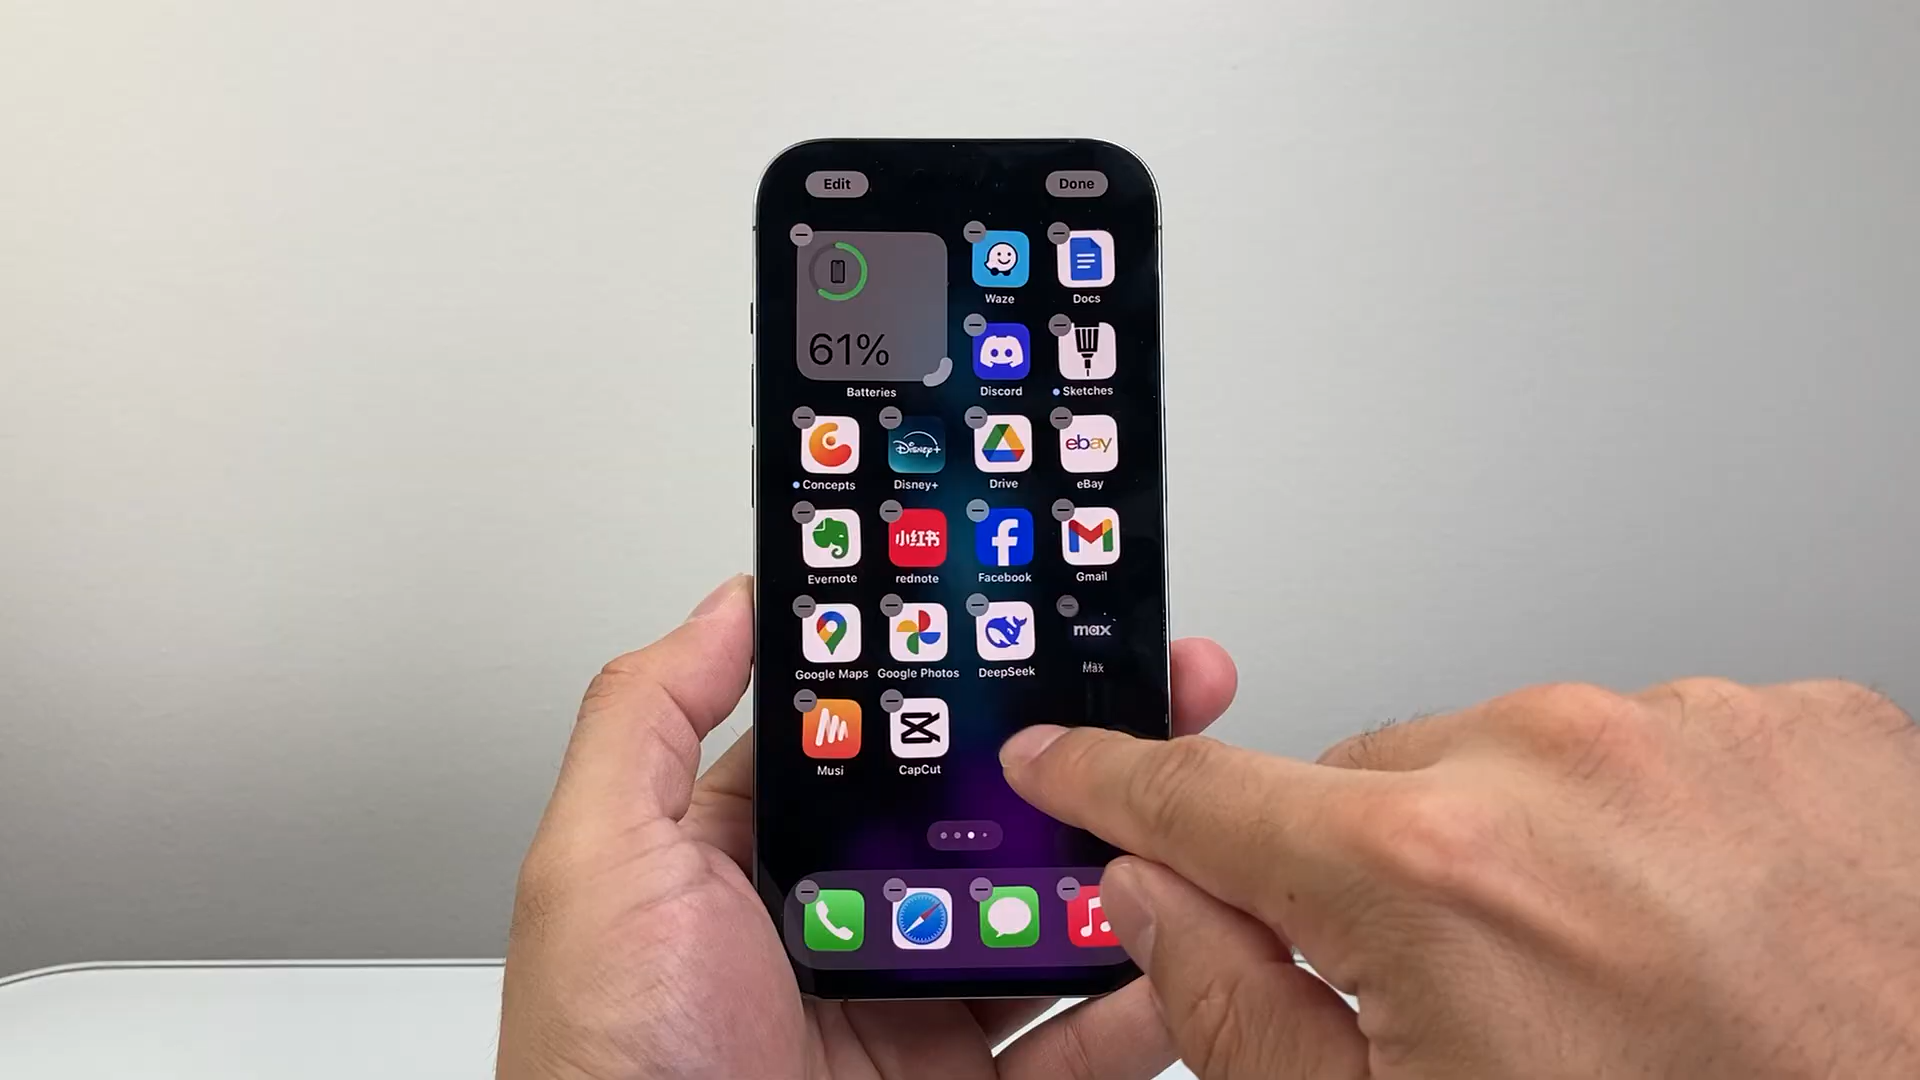 Edit Done
61%
Batteries Waze Docs
Discord Sketches
Disney+ ebay
Concepts Disney+ Drive eBay
小红书
Evernote rednote Facebook Gmail
max
Google Maps Google Photos DeepSeek Max
Musi CapCut